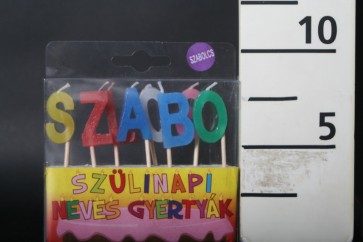 SZABOLCS
10
5
SZABO
SZÜLINAPI
NEVES GYERTYÁK